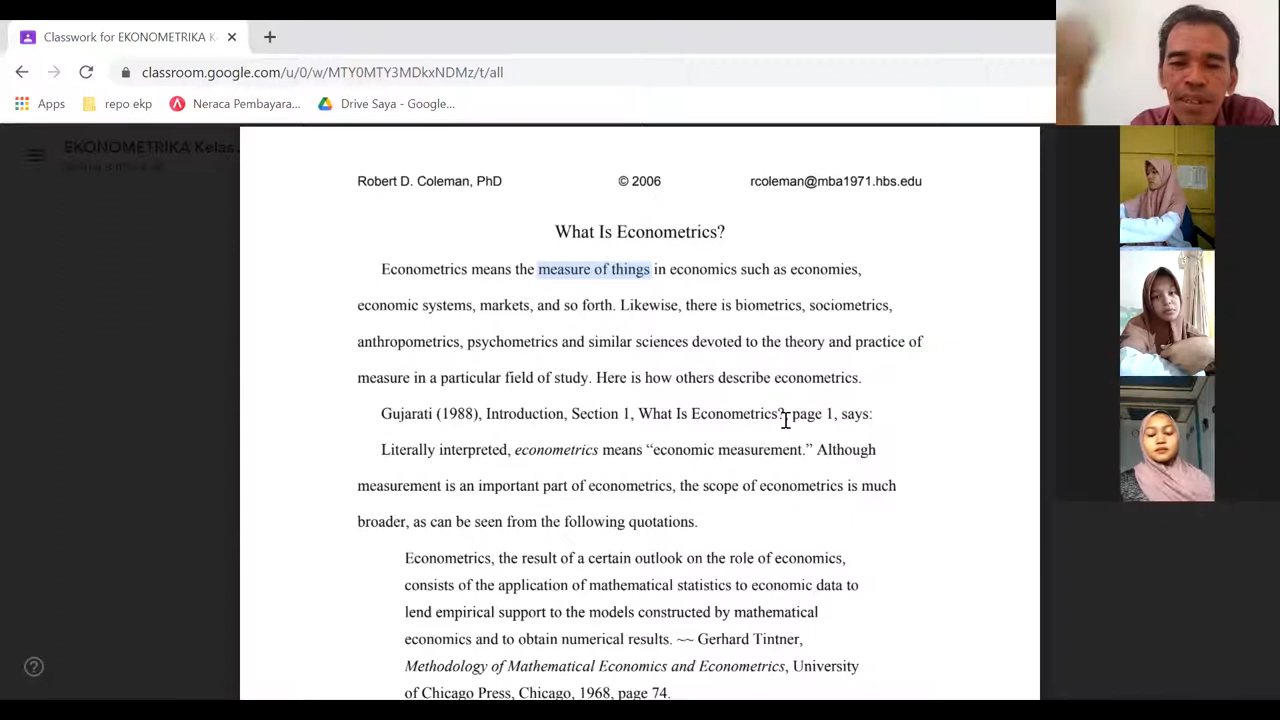 Classwork for EKONOMETRIKA K
classroom.google.com/u/0/w/MTY0MTY3MDkxNDMz/t/all
Apps repo ekp Neraca Pembayara... Drive Saya - Google...
EKONOMETRIKA Kelas
Robert D. Coleman, PhD © 2006 rcoleman@mba1971.hbs.edu
What Is Econometrics?
Econometrics means the measure of things in economics such as economies,
economic systems, markets, and so forth. Likewise, there is biometrics, sociometrics,
anthropometrics, psychometrics and similar sciences devoted to the theory and practice of
measure in a particular field of study. Here is how others describe econometrics.
Gujarati (1988), Introduction, Section 1, What Is Econometrics? page 1, says:
Literally interpreted, econometrics means “economic measurement.” Although
measurement is an important part of econometrics, the scope of econometrics is much
broader, as can be seen from the following quotations.
Econometrics, the result of a certain outlook on the role of economics,
consists of the application of mathematical statistics to economic data to
lend empirical support to the models constructed by mathematical
economics and to obtain numerical results. ~~ Gerhard Tintner,
Methodology of Mathematical Economics and Econometrics, University
of Chicago Press, Chicago, 1968, page 74.